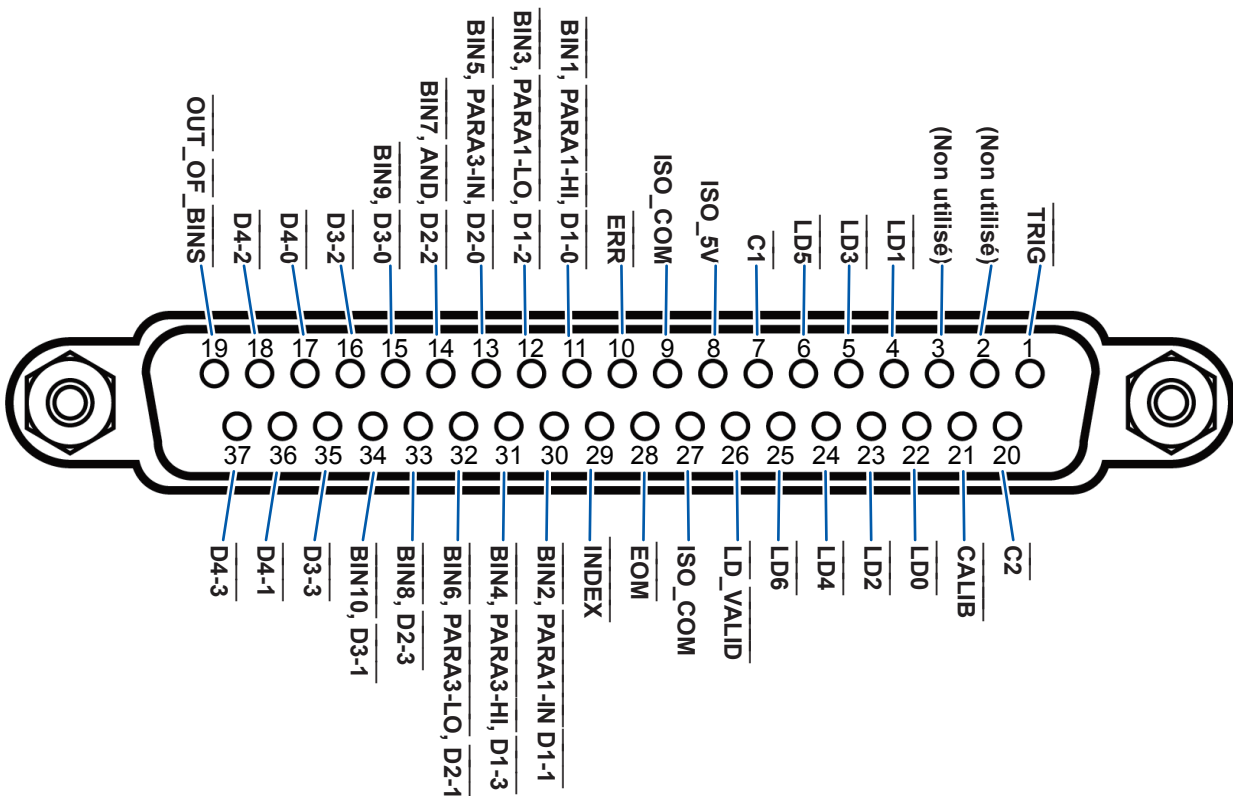 OUT_OF_BINS
D4-2
D4-0
D3-2
BIN9, D3-0
BIN7, AND, D2-2
BIN5, PARA3-IN, D2-0
BIN3, PARA1-LO, D1-2
BIN1, PARA1-HI, D1-0
ERR
ISO_COM
ISO_5V
C1
LD5
LD3
LD1
(Non utilisé)
(Non utilisé)
TRIG
19 18 17 16 15 14 13 12 11 10 9 8 7 6 5 4 3 2 1
37 36 35 34 33 32 31 30 29 28 27 26 25 24 23 22 21 20
D4-3
D4-1
D3-3
BIN10, D3-1
BIN8, D2-3
BIN6, PARA3-LO, D2-1
BIN4, PARA3-HI, D1-3
BIN2, PARA1-IN D1-1
INDEX
EOM
ISO_COM
LD_VALID
LD6
LD4
LD2
LD0
CALIB
C2